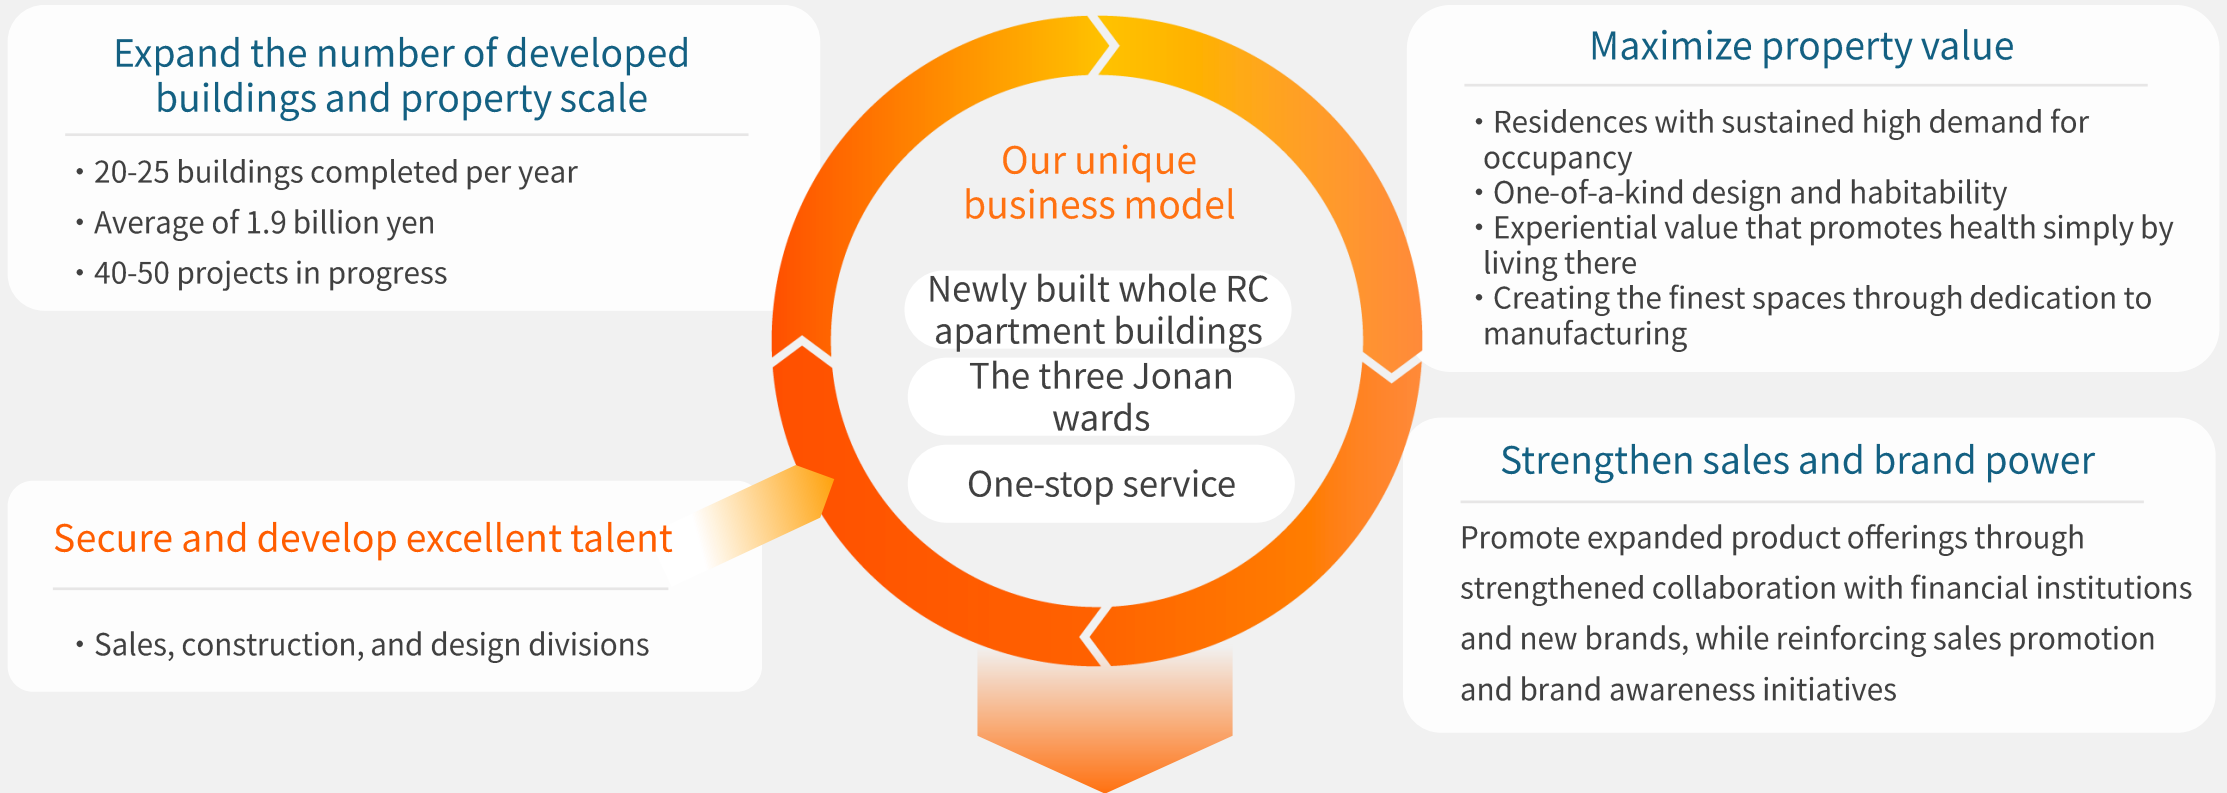 Expand the number of developed
buildings and property scale
・20-25 buildings completed per year
・Average of 1.9 billion yen
・40-50 projects in progress
Secure and develop excellent talent
・Sales, construction, and design divisions
Our unique
business model
Newly built whole RC
apartment buildings
The three Jonan
wards
One-stop service
Maximize property value
・Residences with sustained high demand for
occupancy
・One-of-a-kind design and habitability
・Experiential value that promotes health simply by
living there
・Creating the finest spaces through dedication to
manufacturing
Strengthen sales and brand power
Promote expanded product offerings through
strengthened collaboration with financial institutions
and new brands, while reinforcing sales promotion
and brand awareness initiatives